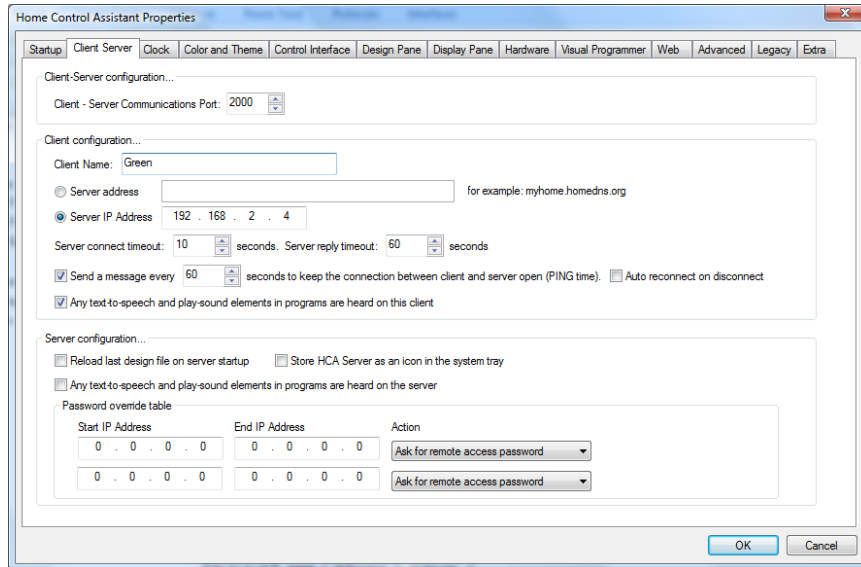 Home Control Assistant Properties
Startup Client Server Clock Color and Theme Control Interface Design Pane Display Pane Hardware Visual Programmer Web Advanced Legacy Extra
Client-Server configuration...
Client - Server Communications Port: 2000
Client configuration...
Client Name: Green
Server address for example: myhome.homedns.org
Server IP Address 192 . 168 . 2 . 4
Server connect timeout: 10 seconds. Server reply timeout: 60 seconds
Send a message every 60 seconds to keep the connection between client and server open (PING time). Auto reconnect on disconnect
Any text-to-speech and play-sound elements in programs are heard on this client
Server configuration...
Reload last design file on server startup Store HCA Server as an icon in the system tray
Any text-to-speech and play-sound elements in programs are heard on the server
Password override table
Start IP Address End IP Address Action
0 . 0 . 0 . 0 0 . 0 . 0 . 0 Ask for remote access password
0 . 0 . 0 . 0 0 . 0 . 0 . 0 Ask for remote access password
OK Cancel